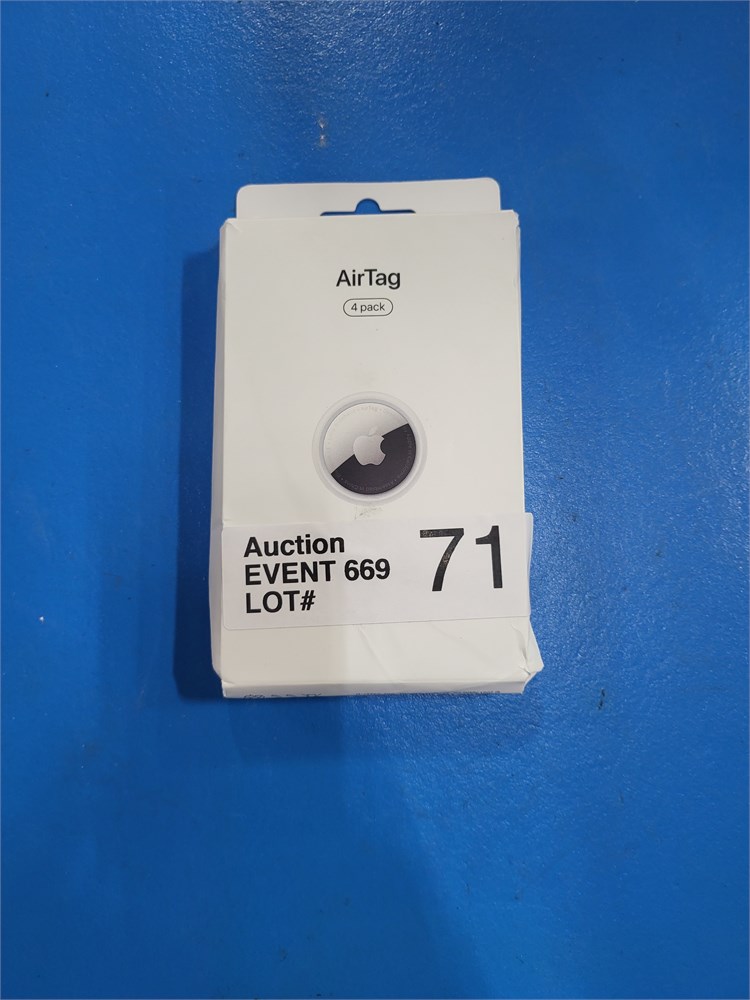 AirTag
4 pack
Auction
EVENT 669
LOT#
71